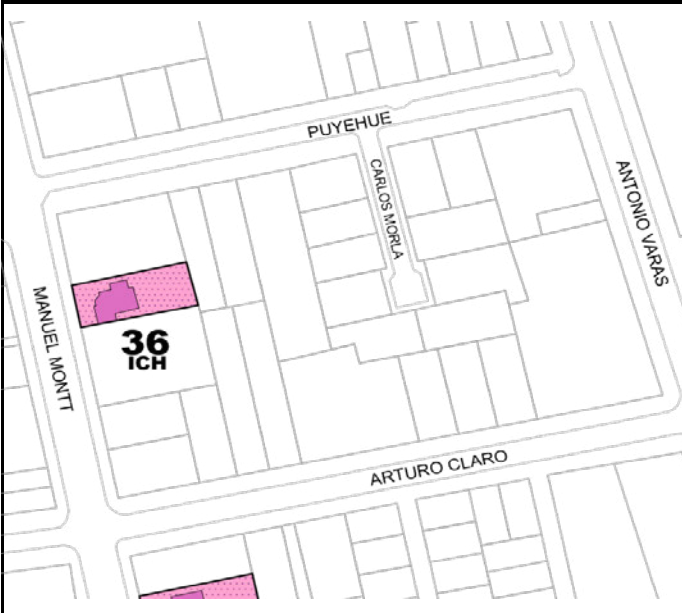 PUYEHUE
CARLOS MORLA
ANTONIO VARAS
MANUEL MONTT
36
ICH
ARTURO CLARO